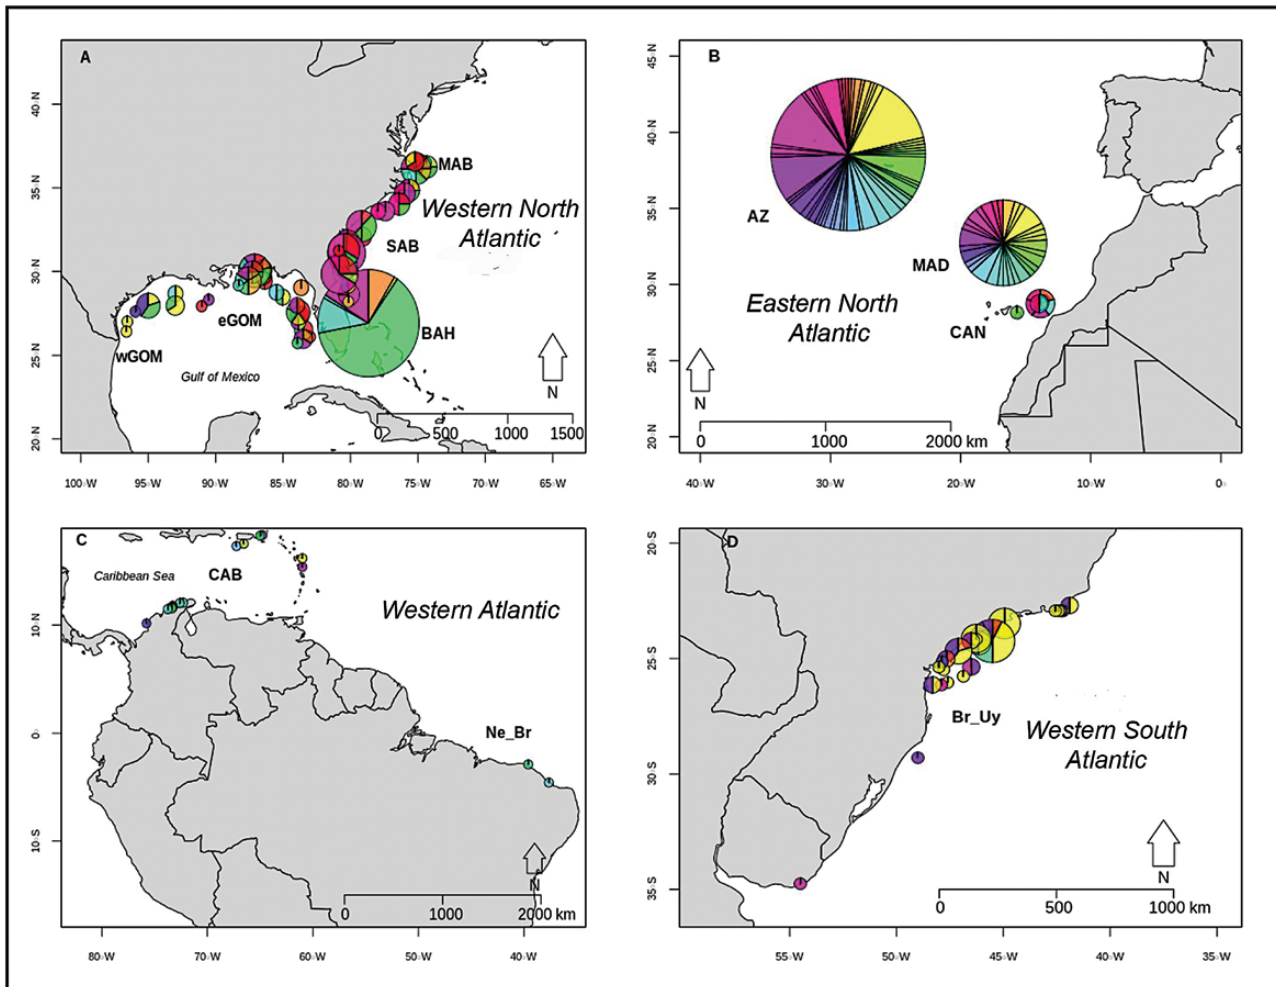 A
40°N
35°N
30°N
25°N
20°N
MAB
Western North
Atlantic
SAB
BAH
eGOM
wGOM
Gulf of Mexico
N
0
500
1000
1500
100°W
95°W
90°W
85°W
80°W
75°W
70°W
65°W
B
45°N
40°N
35°N
30°N
25°N
20°N
AZ
MAD
CAN
Eastern North
Atlantic
N
0
1000
2000 km
40°W
30°W
20°W
10°W
0°
C
Caribbean Sea
CAB
Western Atlantic
10°N
0°
10°S
Ne_Br
N
0
1000
2000 km
80°W
70°W
60°W
50°W
40°W
D
20°S
25°S
30°S
35°S
Br_Uy
Western South
Atlantic
N
0
500
1000 km
55°W
50°W
45°W
40°W
35°W